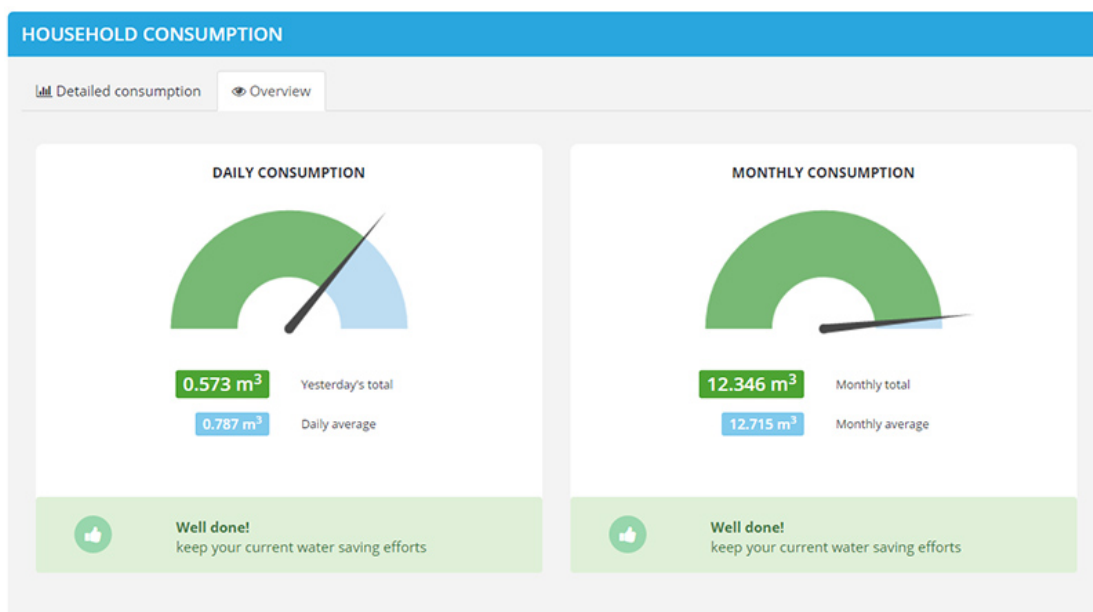 HOUSEHOLD CONSUMPTION
Detailed consumption
Overview
DAILY CONSUMPTION
0.573 m³
Yesterday's total
0.787 m³
Daily average
Well done!
keep your current water saving efforts
MONTHLY CONSUMPTION
12.346 m³
Monthly total
12.715 m³
Monthly average
Well done!
keep your current water saving efforts